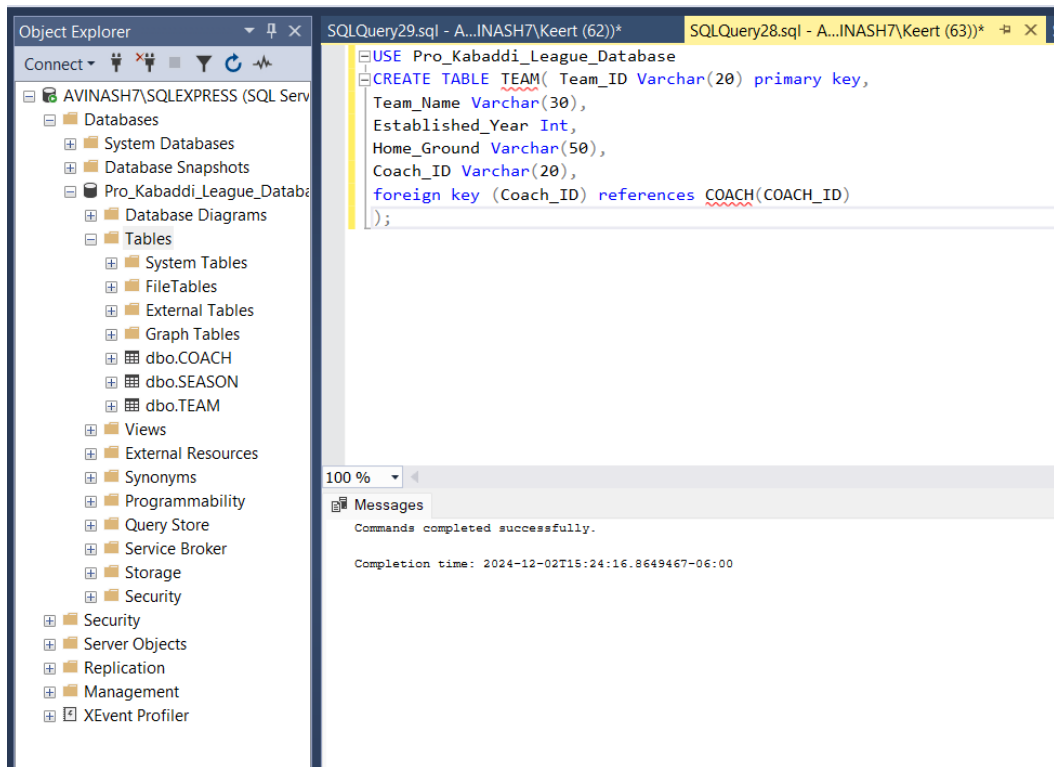 Object Explorer
Connect
AVINASH7\SQLEXPRESS (SQL Serv
Databases
System Databases
Database Snapshots
Pro_Kabaddi_League_Databa
Database Diagrams
Tables
System Tables
FileTables
External Tables
Graph Tables
dbo.COACH
dbo.SEASON
dbo.TEAM
Views
External Resources
Synonyms
Programmability
Query Store
Service Broker
Storage
Security
Security
Server Objects
Replication
Management
XEvent Profiler
SQLQuery29.sql - A...INASH7\Keert (62))*
SQLQuery28.sql - A...INASH7\Keert (63))*
USE Pro_Kabaddi_League_Database
CREATE TABLE TEAM( Team_ID Varchar(20) primary key,
Team_Name Varchar(30),
Established_Year Int,
Home_Ground Varchar(50),
Coach_ID Varchar(20),
foreign key (Coach_ID) references COACH(COACH_ID)
);
100 %
Messages
Commands completed successfully.
Completion time: 2024-12-02T15:24:16.8649467-06:00